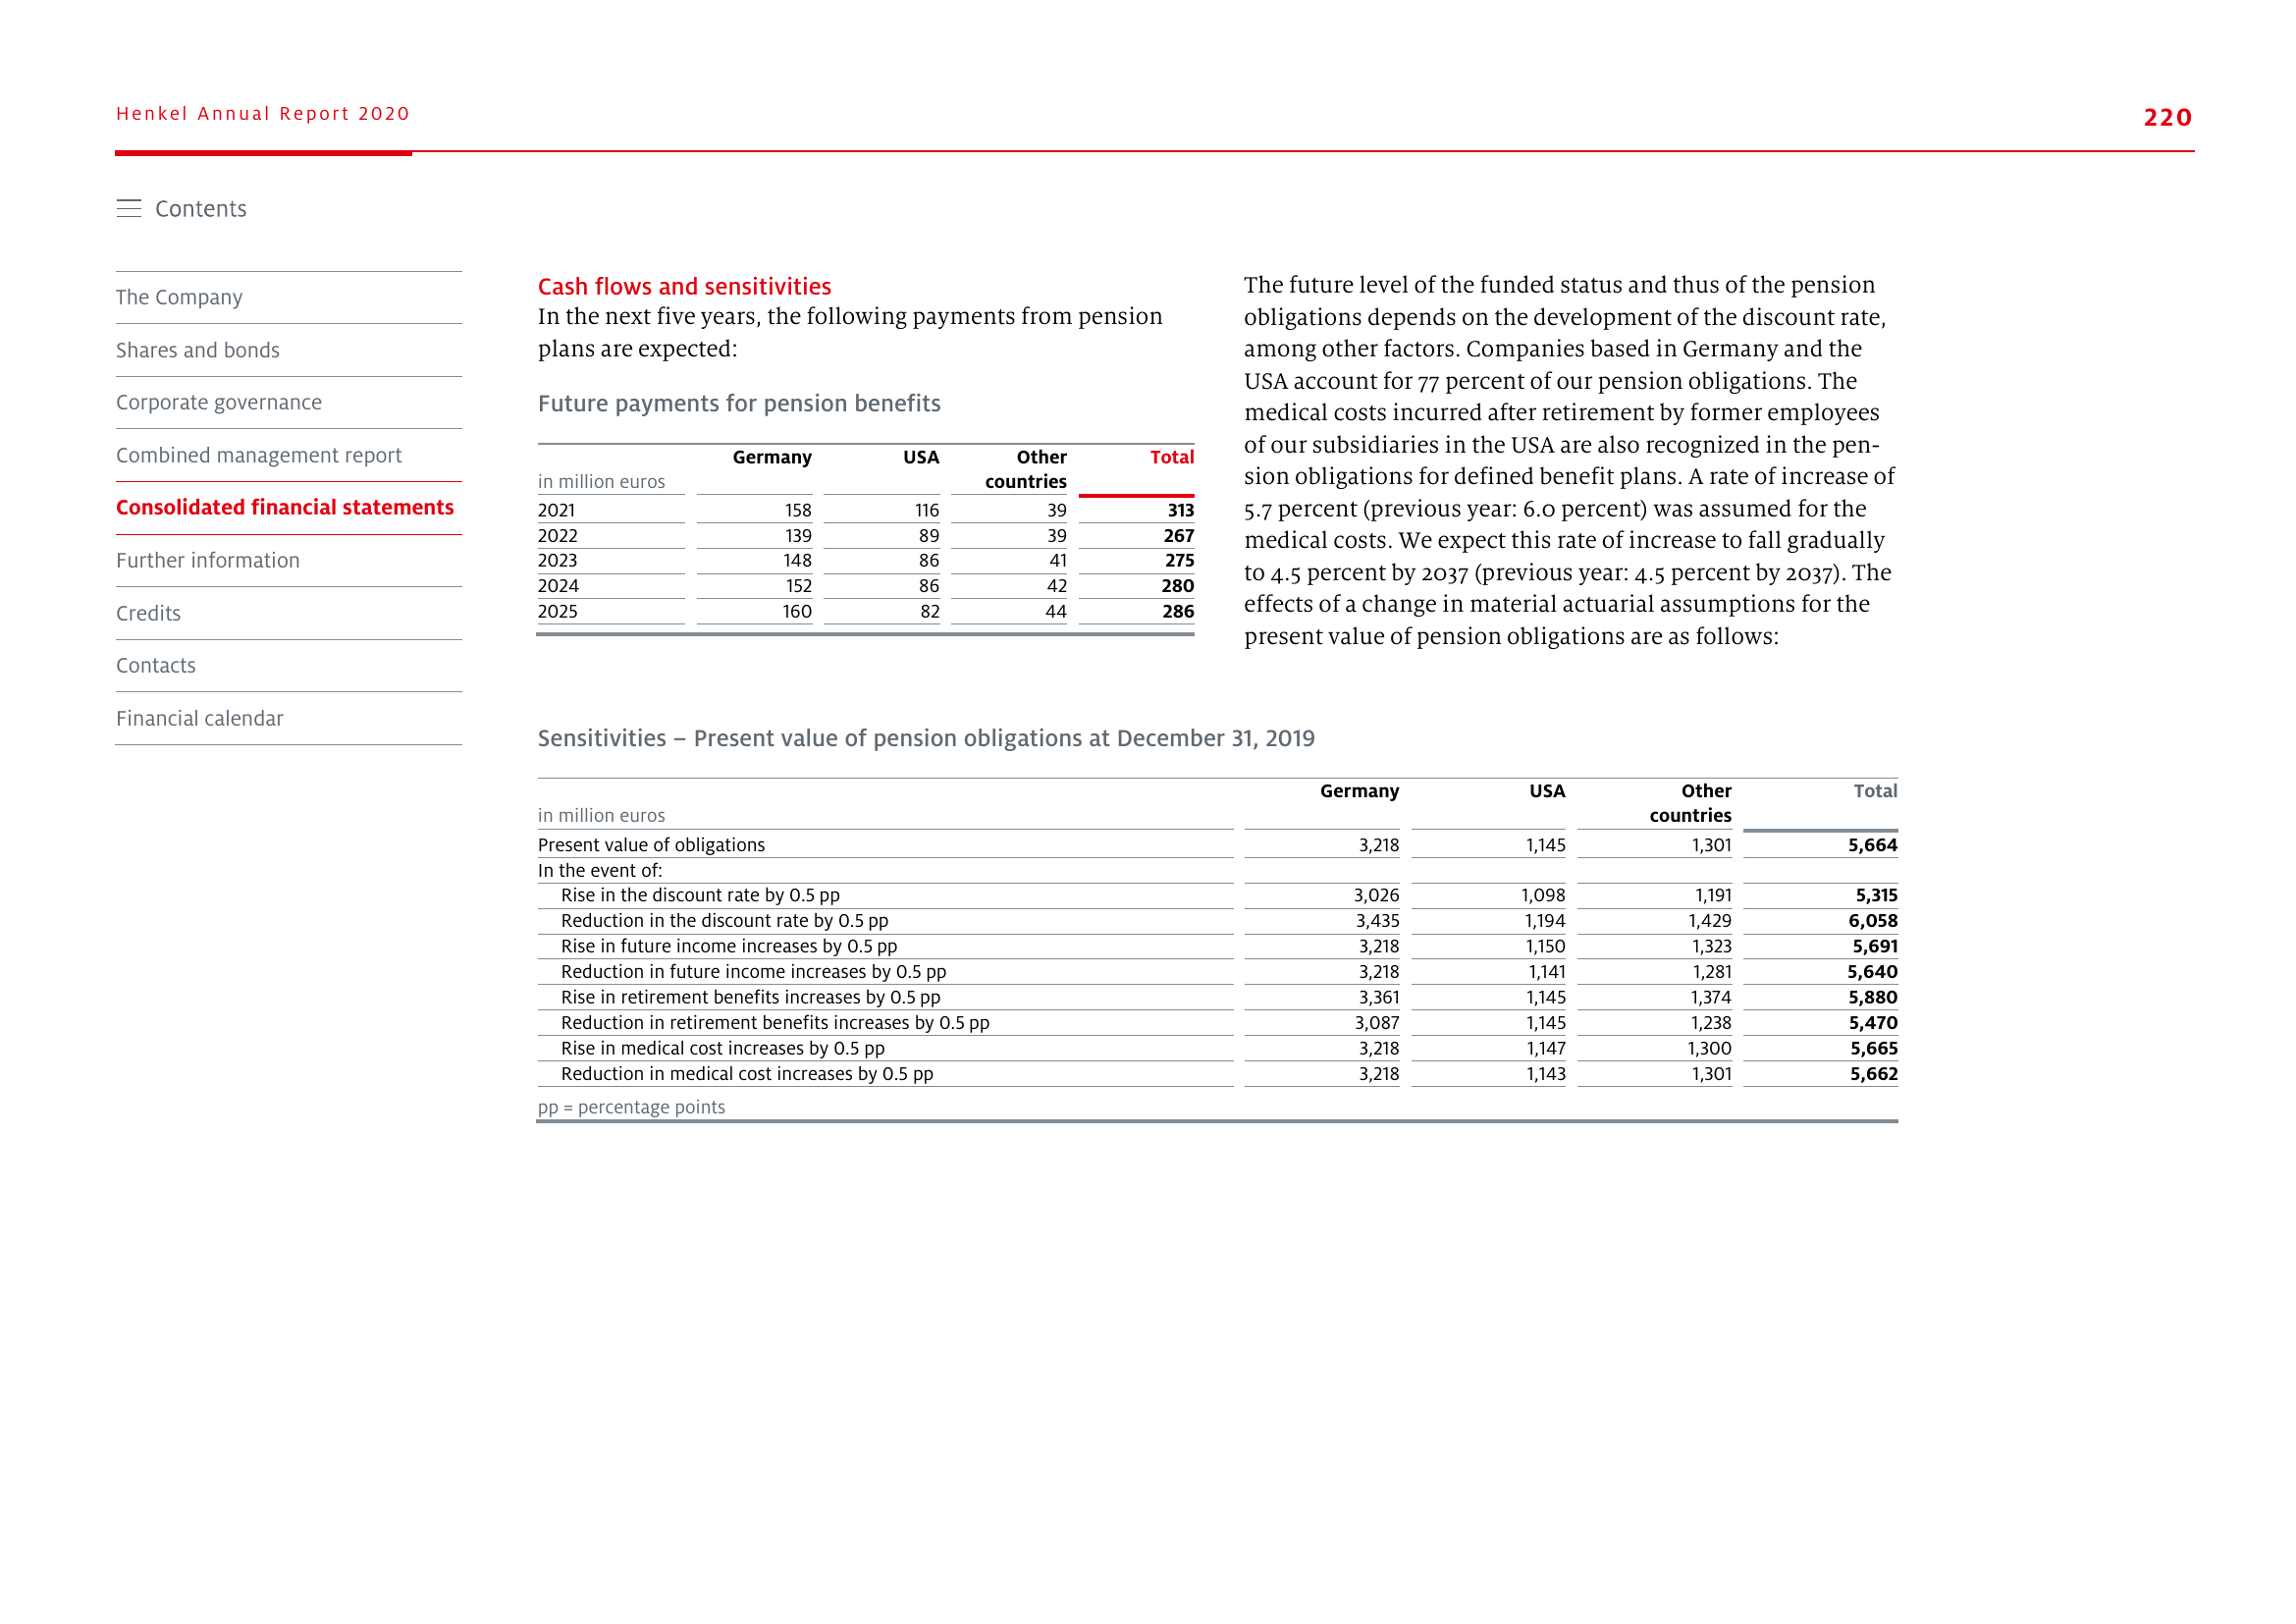 Henkel Annual Report 2020
220
Contents
The Company
Shares and bonds
Corporate governance
Combined management report
Consolidated financial statements
Further information
Credits
Contacts
Financial calendar
Cash flows and sensitivities
In the next five years, the following payments from pension
plans are expected:
Future payments for pension benefits
Germany USA Other Total
in million euros countries
2021 158 116 39 313
2022 139 89 39 267
2023 148 86 41 275
2024 152 86 42 280
2025 160 82 44 286
The future level of the funded status and thus of the pension
obligations depends on the development of the discount rate,
among other factors. Companies based in Germany and the
USA account for 77 percent of our pension obligations. The
medical costs incurred after retirement by former employees
of our subsidiaries in the USA are also recognized in the pen-
sion obligations for defined benefit plans. A rate of increase of
5.7 percent (previous year: 6.0 percent) was assumed for the
medical costs. We expect this rate of increase to fall gradually
to 4.5 percent by 2037 (previous year: 4.5 percent by 2037). The
effects of a change in material actuarial assumptions for the
present value of pension obligations are as follows:
Sensitivities – Present value of pension obligations at December 31, 2019
Germany USA Other Total
in million euros countries
Present value of obligations 3,218 1,145 1,301 5,664
In the event of:
Rise in the discount rate by 0.5 pp 3,026 1,098 1,191 5,315
Reduction in the discount rate by 0.5 pp 3,435 1,194 1,429 6,058
Rise in future income increases by 0.5 pp 3,218 1,150 1,323 5,691
Reduction in future income increases by 0.5 pp 3,218 1,141 1,281 5,640
Rise in retirement benefits increases by 0.5 pp 3,361 1,145 1,374 5,880
Reduction in retirement benefits increases by 0.5 pp 3,087 1,145 1,238 5,470
Rise in medical cost increases by 0.5 pp 3,218 1,147 1,300 5,665
Reduction in medical cost increases by 0.5 pp 3,218 1,143 1,301 5,662
pp = percentage points